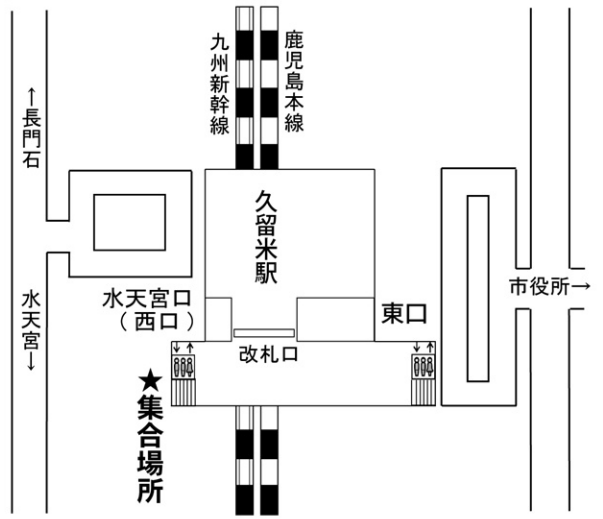 九州新幹線
鹿児島本線
↑長門石
久留米駅
水天宮口
（西口）
東口
市役所→
水天宮↓
改札口
★集合場所